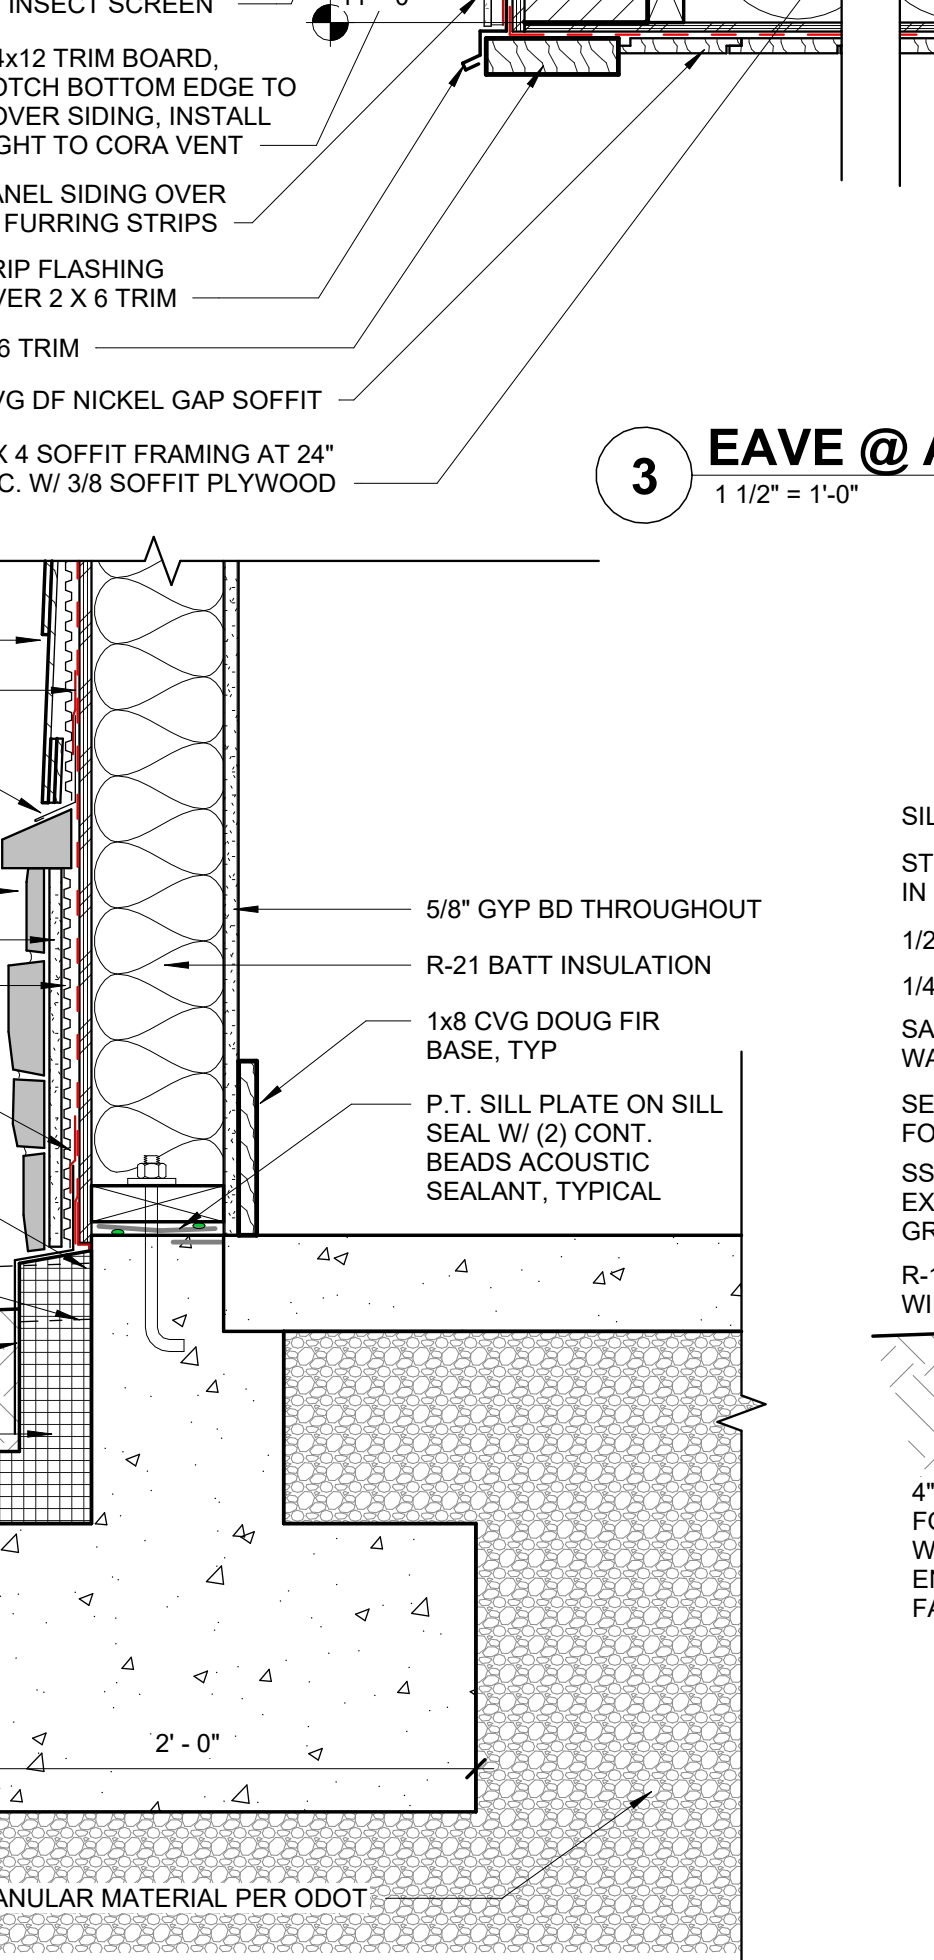 INSECT SCREEN
4x12 TRIM BOARD,
OTCH BOTTOM EDGE TO
OVER SIDING, INSTALL
GHT TO CORA VENT
ANEL SIDING OVER
FURRING STRIPS
RIP FLASHING
VER 2 X 6 TRIM
6 TRIM
VG DF NICKEL GAP SOFFIT
X 4 SOFFIT FRAMING AT 24"
C. W/ 3/8 SOFFIT PLYWOOD
3
EAVE @
1 1/2" = 1'-0"
5/8" GYP BD THROUGHOUT
R-21 BATT INSULATION
1x8 CVG DOUG FIR
BASE, TYP
P.T. SILL PLATE ON SILL
SEAL W/ (2) CONT.
BEADS ACOUSTIC
SEALANT, TYPICAL
2' - 0"
ANULAR MATERIAL PER ODOT
SIL
ST
IN
1/2
1/4
SA
WA
SE
FO
SS
EX
GR
R-1
WI
4"
FO
W
EN
FA